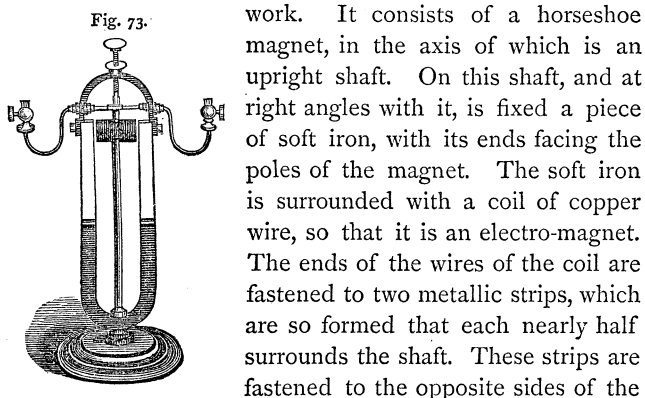 Fig. 73.
work. It consists of a horseshoe
magnet, in the axis of which is an
upright shaft. On this shaft, and at
right angles with it, is fixed a piece
of soft iron, with its ends facing the
poles of the magnet. The soft iron
is surrounded with a coil of copper
wire, so that it is an electro-magnet.
The ends of the wires of the coil are
fastened to two metallic strips, which
are so formed that each nearly half
surrounds the shaft. These strips are
fastened to the opposite sides of the